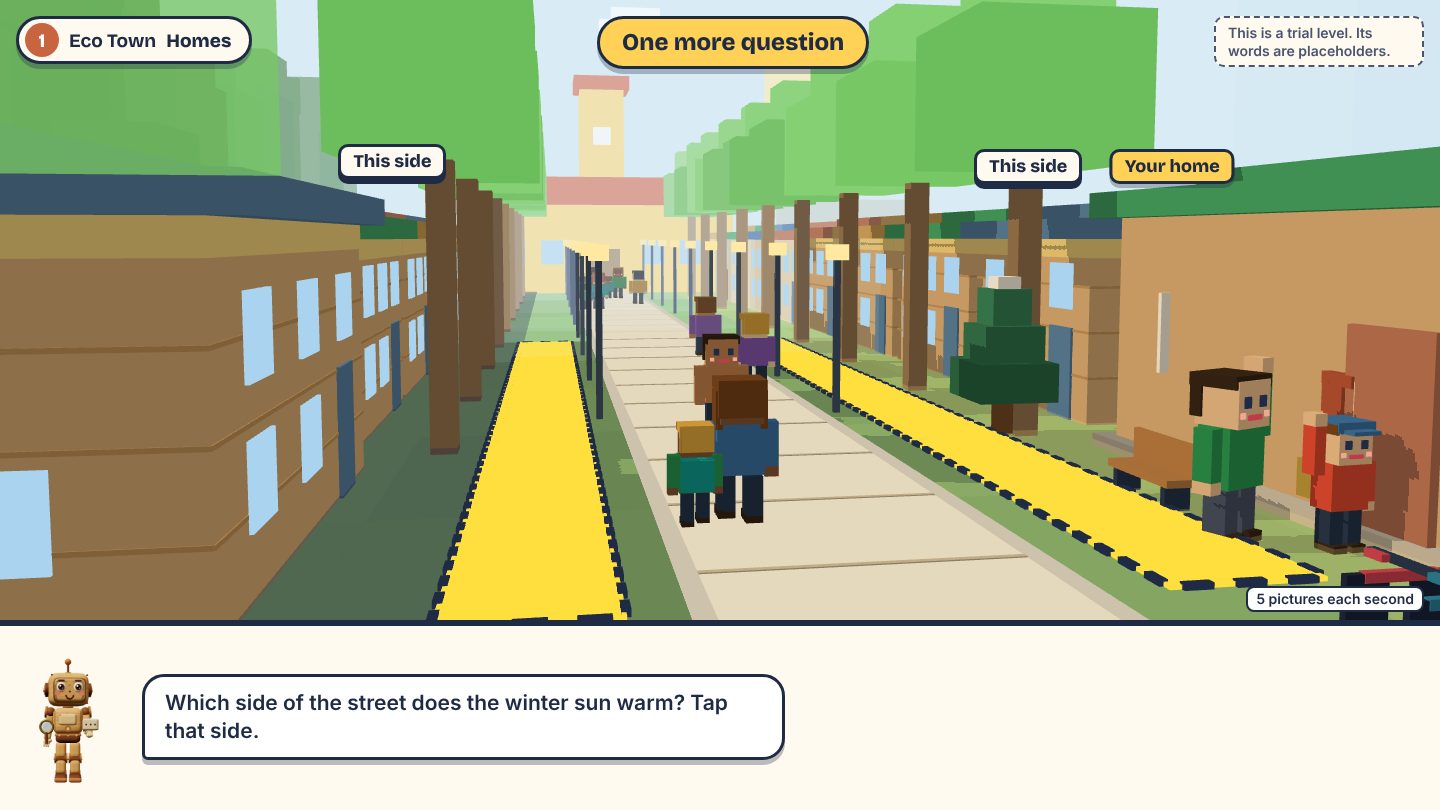 1 Eco Town Homes
One more question
This is a trial level. Its
words are placeholders.
This side
This side
Your home
5 pictures each second
Which side of the street does the winter sun warm? Tap
that side.